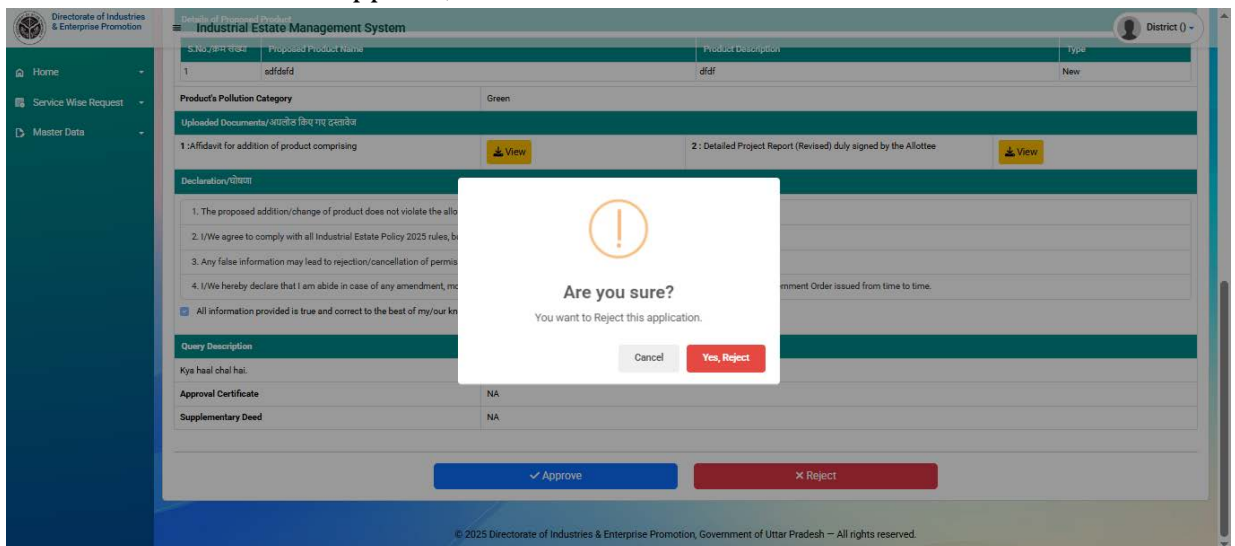 Directorate of Industries
& Enterprise Promotion
Details of Proposed Product
≡ Industrial Estate Management System
District ()
S.No./क्रम संख्या Proposed Product Name Product Description Type
Home
1 sdfdsfd dfdf New
Service Wise Request
Product's Pollution Category Green
Master Data
Uploaded Documents/अपलोड किए गए दस्तावेज
1 :Affidavit for addition of product comprising View 2 : Detailed Project Report (Revised) duly signed by the Allottee View
Declaration/घोषणा
1. The proposed addition/change of product does not violate the allo
2. I/We agree to comply with all Industrial Estate Policy 2025 rules, b
3. Any false information may lead to rejection/cancellation of permis
4. I/We hereby declare that I am abide in case of any amendment, mo
rnment Order issued from time to time.
All information provided is true and correct to the best of my/our kn
Are you sure?
You want to Reject this application.
Cancel Yes, Reject
Query Description
Kya haal chal hai.
Approval Certificate NA
Supplementary Deed NA
Approve Reject
© 2025 Directorate of Industries & Enterprise Promotion, Government of Uttar Pradesh — All rights reserved.